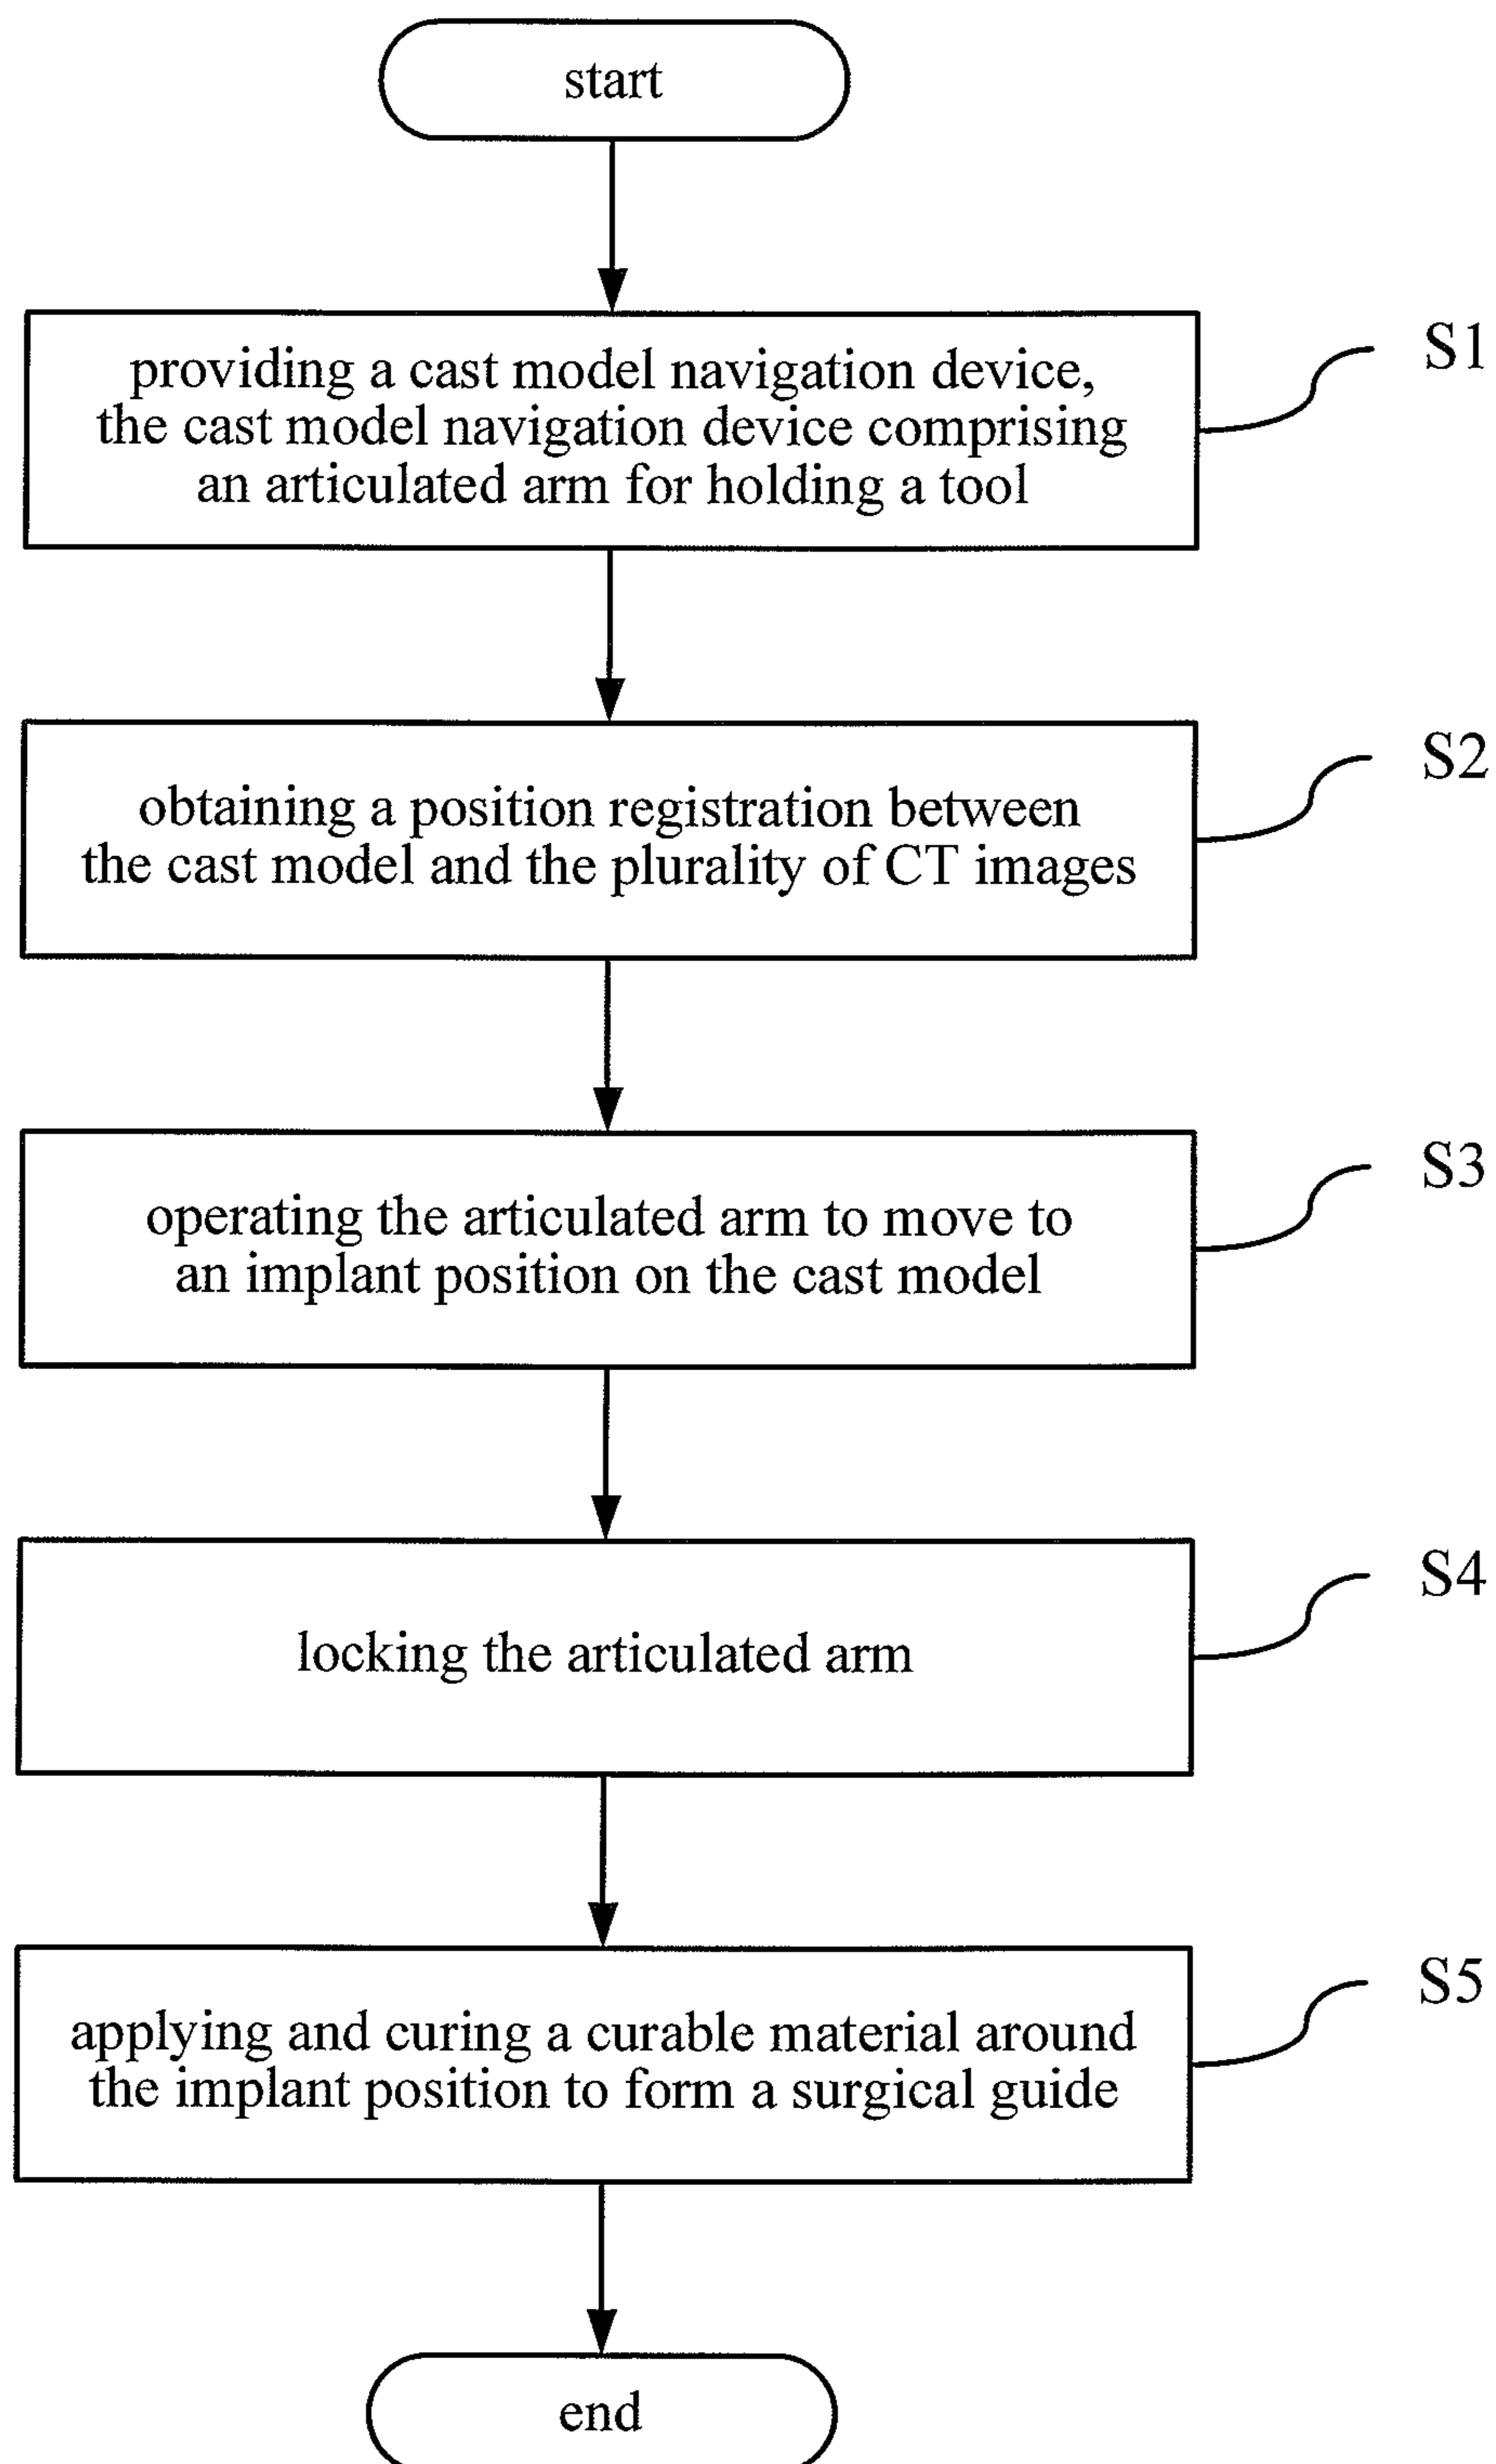 start
providing a cast model navigation device,
the cast model navigation device comprising
an articulated arm for holding a tool
S1
obtaining a position registration between
the cast model and the plurality of CT images
S2
operating the articulated arm to move to
an implant position on the cast model
S3
locking the articulated arm
S4
applying and curing a curable material around
the implant position to form a surgical guide
S5
end